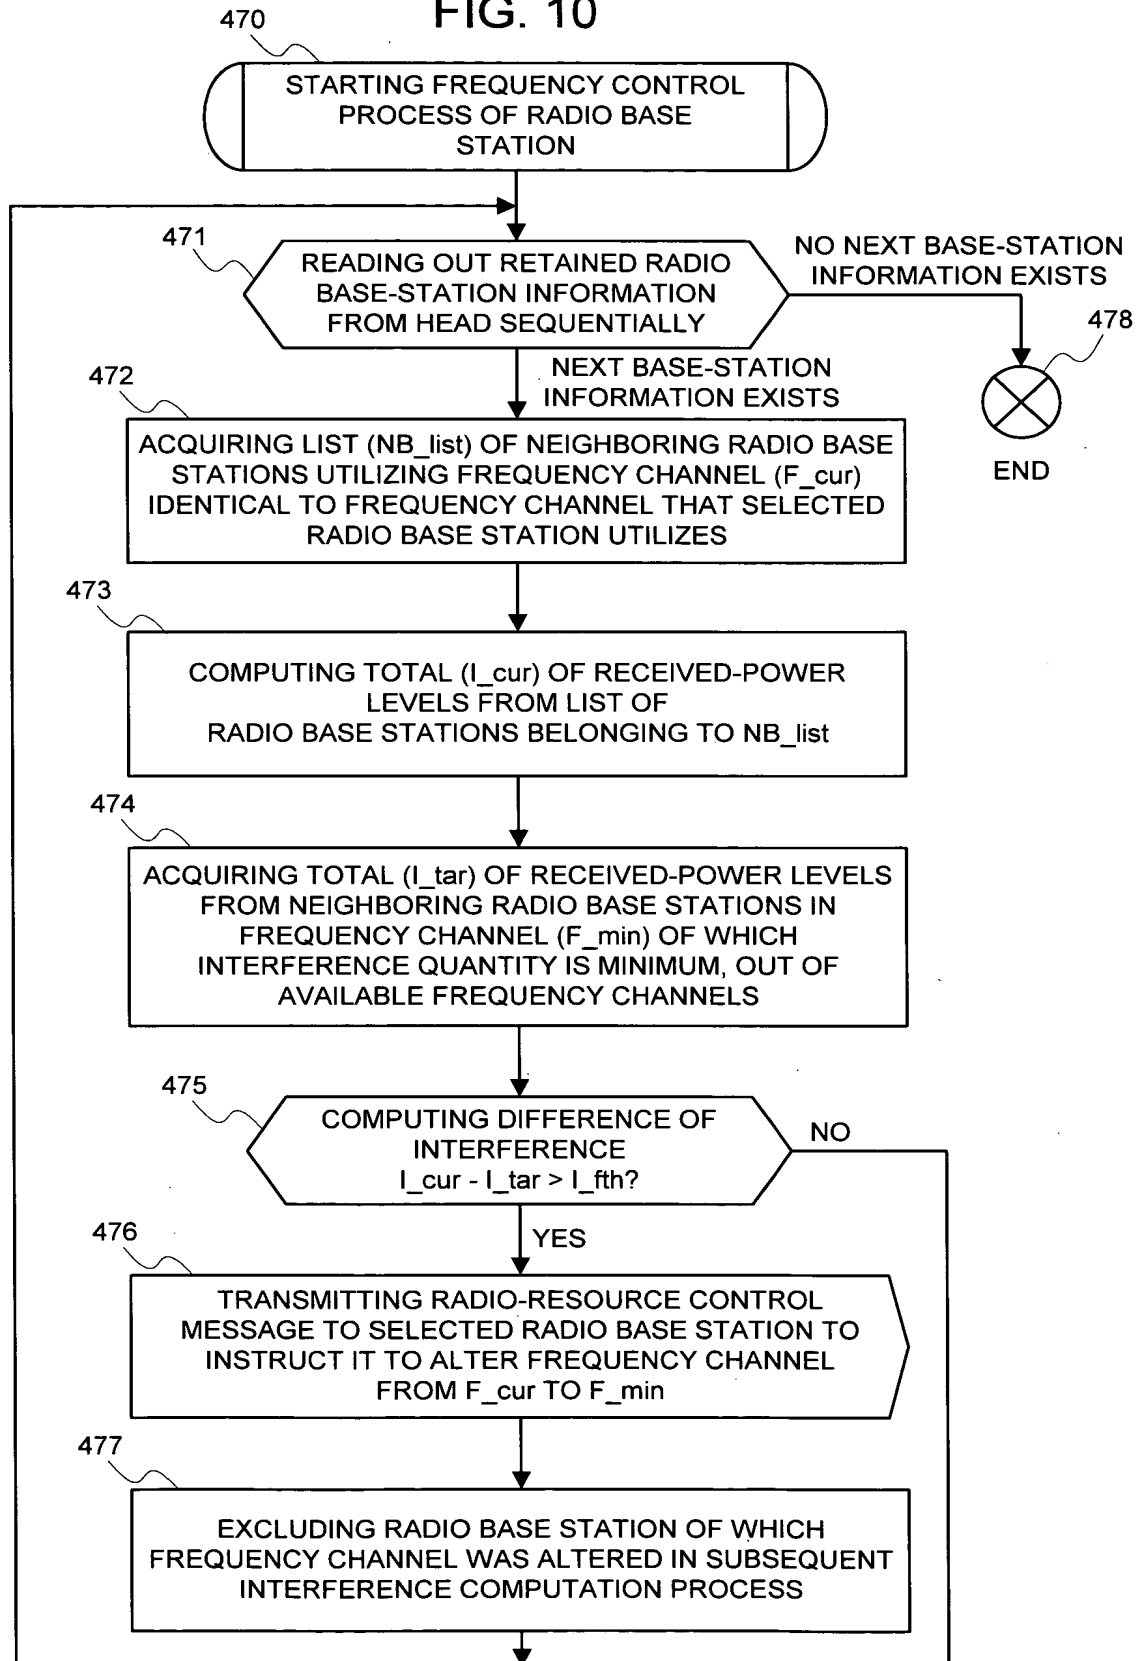 FIG. 10
470
STARTING FREQUENCY CONTROL
PROCESS OF RADIO BASE
STATION
471
READING OUT RETAINED RADIO
BASE-STATION INFORMATION
FROM HEAD SEQUENTIALLY
NO NEXT BASE-STATION
INFORMATION EXISTS
478
END
NEXT BASE-STATION
INFORMATION EXISTS
472
ACQUIRING LIST (NB_list) OF NEIGHBORING RADIO BASE
STATIONS UTILIZING FREQUENCY CHANNEL (F_cur)
IDENTICAL TO FREQUENCY CHANNEL THAT SELECTED
RADIO BASE STATION UTILIZES
473
COMPUTING TOTAL (I_cur) OF RECEIVED-POWER
LEVELS FROM LIST OF
RADIO BASE STATIONS BELONGING TO NB_list
474
ACQUIRING TOTAL (I_tar) OF RECEIVED-POWER LEVELS
FROM NEIGHBORING RADIO BASE STATIONS IN
FREQUENCY CHANNEL (F_min) OF WHICH
INTERFERENCE QUANTITY IS MINIMUM, OUT OF
AVAILABLE FREQUENCY CHANNELS
475
COMPUTING DIFFERENCE OF
INTERFERENCE
I_cur - I_tar > I_fth?
NO
YES
476
TRANSMITTING RADIO-RESOURCE CONTROL
MESSAGE TO SELECTED RADIO BASE STATION TO
INSTRUCT IT TO ALTER FREQUENCY CHANNEL
FROM F_cur TO F_min
477
EXCLUDING RADIO BASE STATION OF WHICH
FREQUENCY CHANNEL WAS ALTERED IN SUBSEQUENT
INTERFERENCE COMPUTATION PROCESS